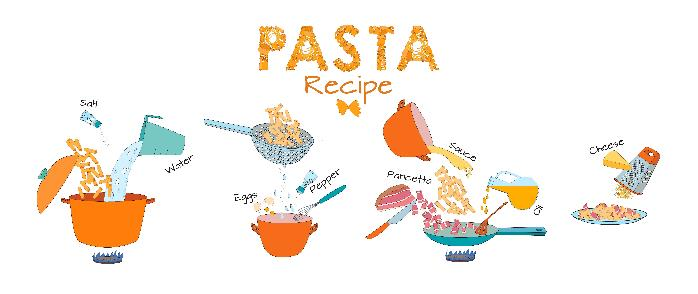 PASTA
Recipe
Salt
Water
Eggs
Pepper
Sauce
Pancetta
Oil
Cheese